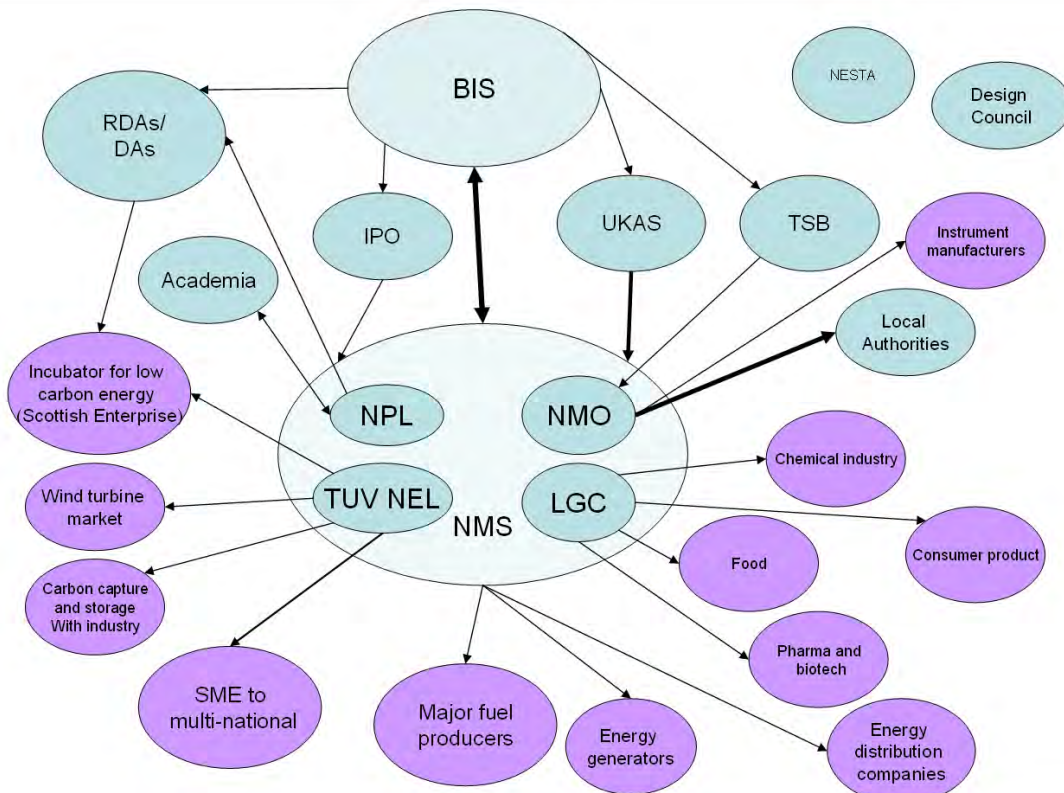 BIS
NESTA
Design
Council
RDAs/
DAs
IPO
UKAS
TSB
Instrument
manufacturers
Academia
Local
Authorities
Incubator for low
carbon energy
(Scottish Enterprise)
NPL
NMO
Chemical industry
Wind turbine
market
TUV NEL
LGC
NMS
Food
Consumer product
Carbon capture
and storage
With industry
Pharma and
biotech
SME to
multi-national
Major fuel
producers
Energy
generators
Energy
distribution
companies